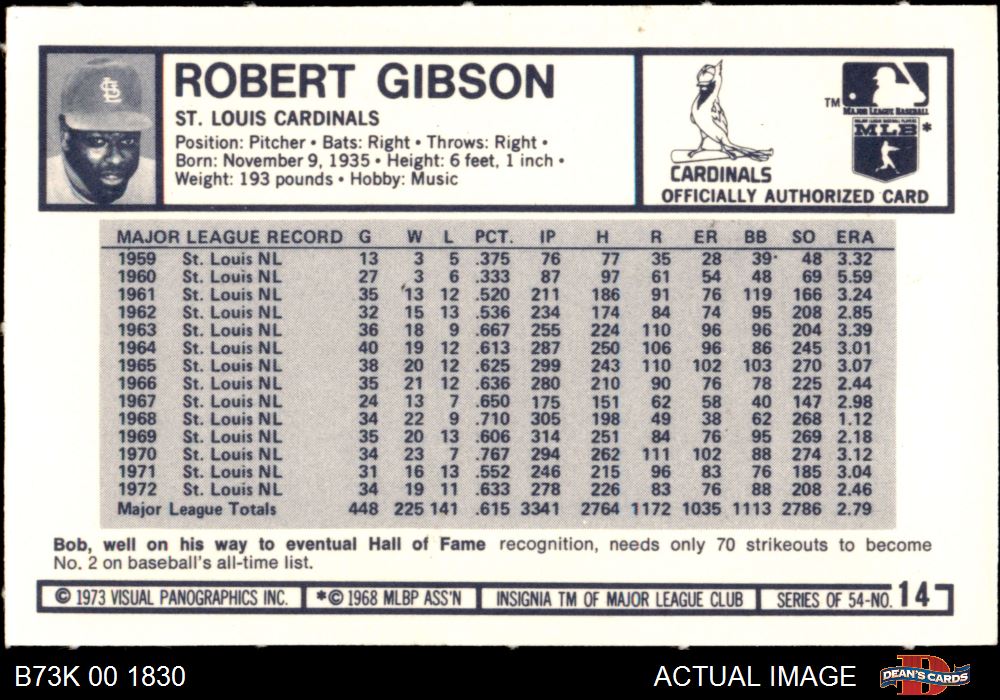 ROBERT GIBSON
ST. LOUIS CARDINALS
Position: Pitcher • Bats: Right • Throws: Right •
Born: November 9, 1935 • Height: 6 feet, 1 inch •
Weight: 193 pounds • Hobby: Music
StL
CARDINALS
TM
MAJOR LEAGUE BASEBALL
MAJOR LEAGUE BASEBALL PLAYERS
MLB *
OFFICIALLY AUTHORIZED CARD
MAJOR LEAGUE RECORD G W L PCT. IP H R ER BB SO ERA
1959 St. Louis NL 13 3 5 .375 76 77 35 28 39 48 3.32
1960 St. Louis NL 27 3 6 .333 87 97 61 54 48 69 5.59
1961 St. Louis NL 35 13 12 .520 211 186 91 76 119 166 3.24
1962 St. Louis NL 32 15 13 .536 234 174 84 74 95 208 2.85
1963 St. Louis NL 36 18 9 .667 255 224 110 96 96 204 3.39
1964 St. Louis NL 40 19 12 .613 287 250 106 96 86 245 3.01
1965 St. Louis NL 38 20 12 .625 299 243 110 102 103 270 3.07
1966 St. Louis NL 35 21 12 .636 280 210 90 76 78 225 2.44
1967 St. Louis NL 24 13 7 .650 175 151 62 58 40 147 2.98
1968 St. Louis NL 34 22 9 .710 305 198 49 38 62 268 1.12
1969 St. Louis NL 35 20 13 .606 314 251 84 76 95 269 2.18
1970 St. Louis NL 34 23 7 .767 294 262 111 102 88 274 3.12
1971 St. Louis NL 31 16 13 .552 246 215 96 83 76 185 3.04
1972 St. Louis NL 34 19 11 .633 278 226 83 76 88 208 2.46
Major League Totals 448 225 141 .615 3341 2764 1172 1035 1113 2786 2.79
Bob, well on his way to eventual Hall of Fame recognition, needs only 70 strikeouts to become
No. 2 on baseball's all-time list.
© 1973 VISUAL PANOGRAPHICS INC. *© 1968 MLBP ASS'N INSIGNIA TM OF MAJOR LEAGUE CLUB SERIES OF 54-NO. 14
B73K 00 1830 ACTUAL IMAGE DEAN'S CARDS